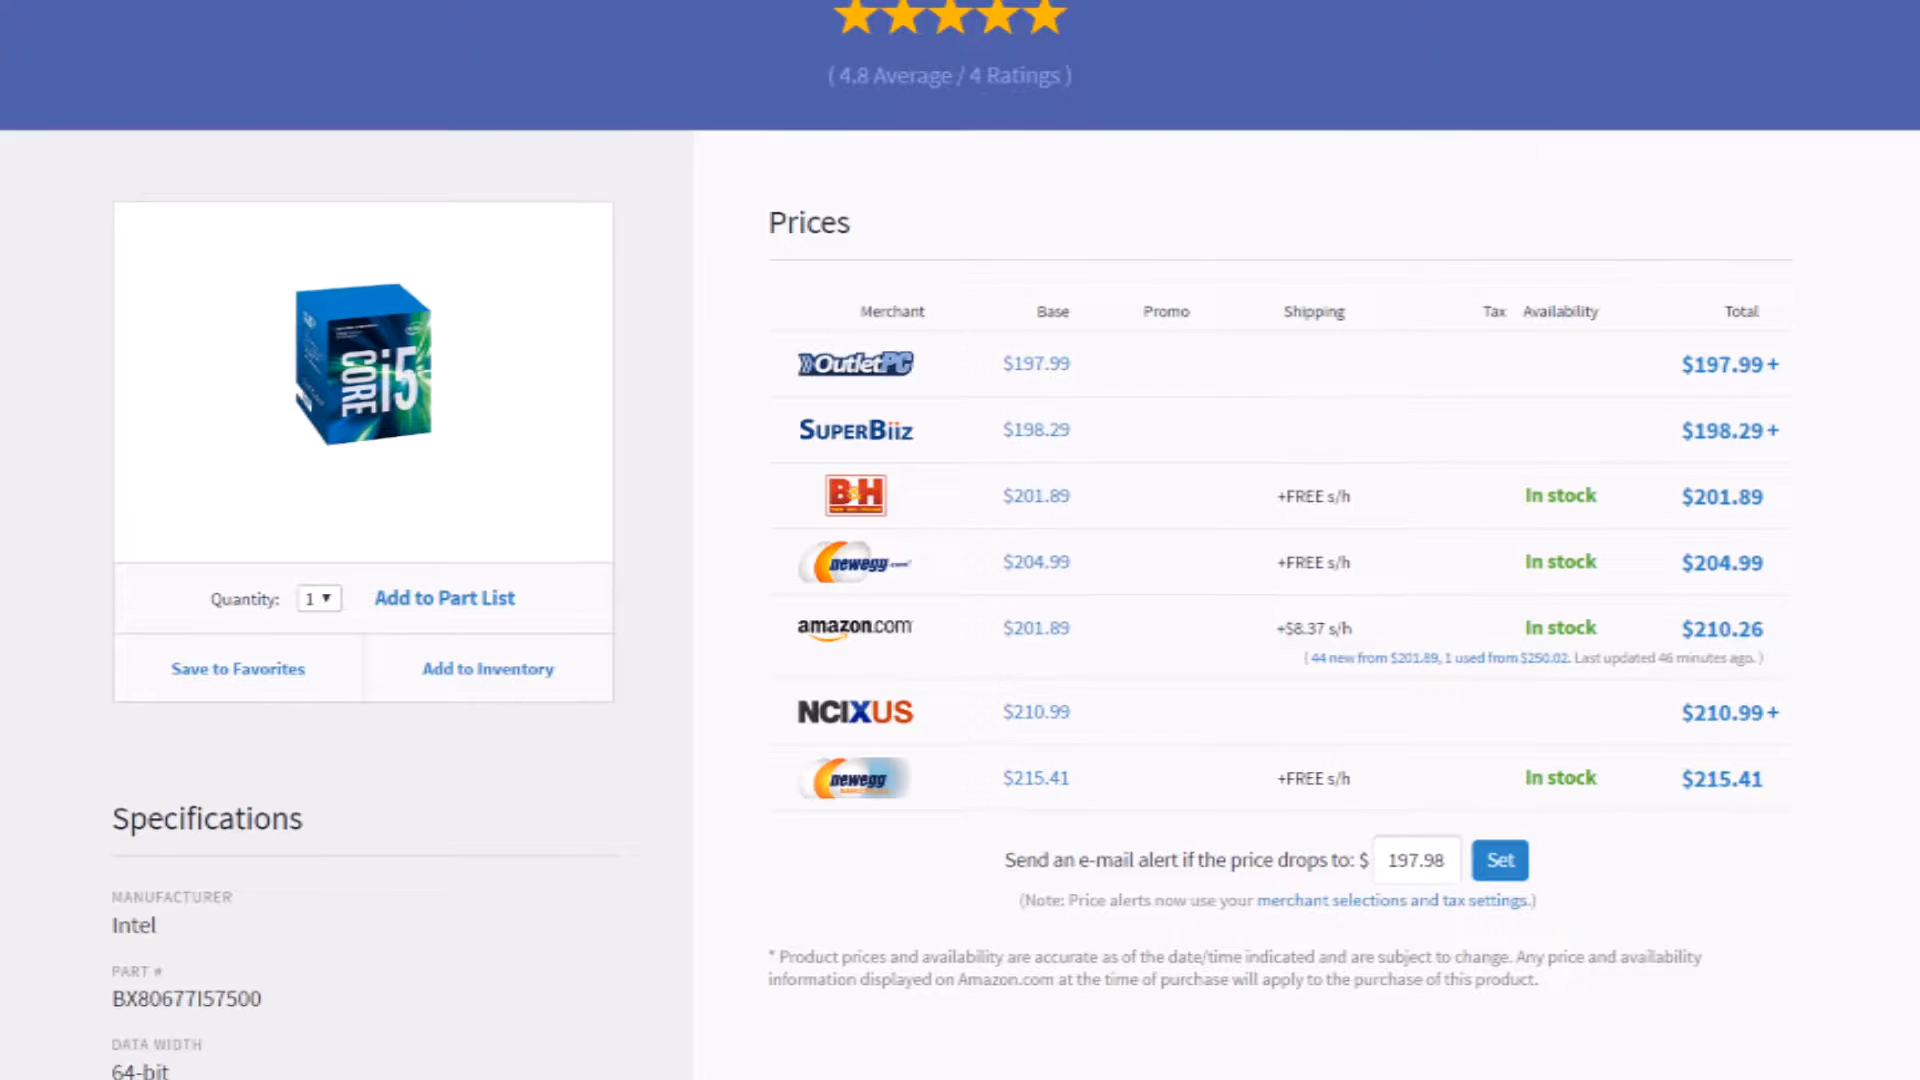 ( 4.8 Average / 4 Ratings )
CORE i5
Quantity: 1 Add to Part List
Save to Favorites Add to Inventory
Specifications
MANUFACTURER
Intel
PART #
BX80677I57500
DATA WIDTH
64-bit
Prices
Merchant Base Promo Shipping Tax Availability Total
OutletPC $197.99 $197.99+
SUPERBiiZ $198.29 $198.29+
B&H $201.89 +FREE s/h In stock $201.89
newegg.com $204.99 +FREE s/h In stock $204.99
amazon.com $201.89 +$8.37 s/h In stock $210.26
( 44 new from $201.89, 1 used from $250.02. Last updated 46 minutes ago. )
NCIXUS $210.99 $210.99+
newegg $215.41 +FREE s/h In stock $215.41
Send an e-mail alert if the price drops to: $ 197.98 Set
(Note: Price alerts now use your merchant selections and tax settings.)
* Product prices and availability are accurate as of the date/time indicated and are subject to change. Any price and availability
information displayed on Amazon.com at the time of purchase will apply to the purchase of this product.